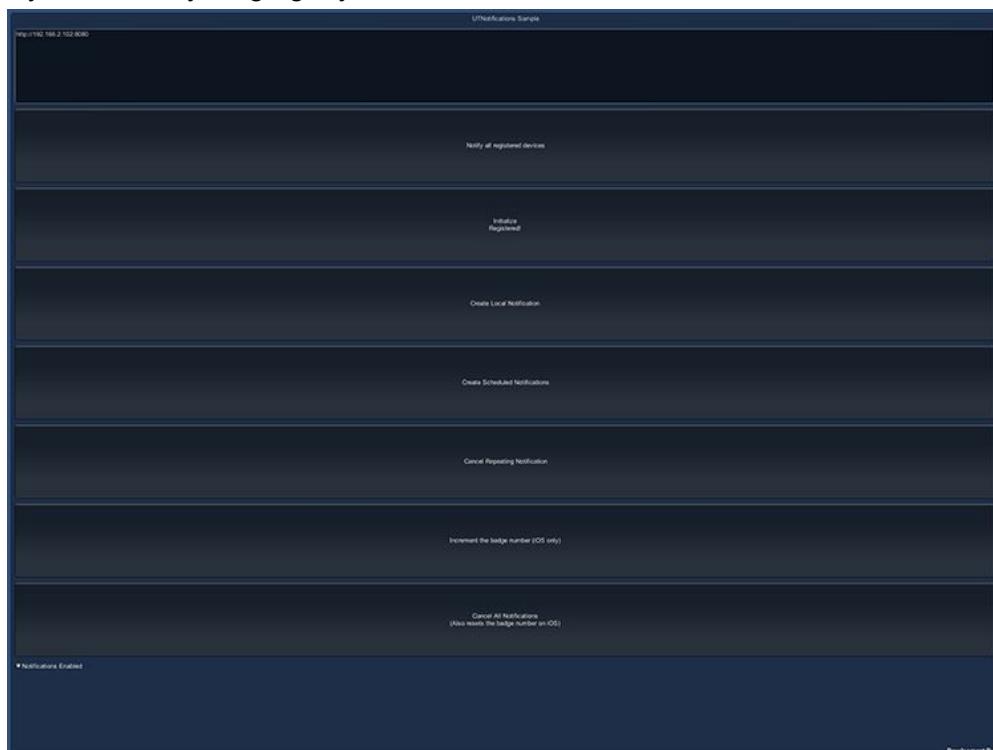 UTNotifications Sample
http://192.168.2.102:8080
Notify all registered devices
Initialize
Registered!
Create Local Notification
Create Scheduled Notifications
Cancel Repeating Notification
Increment the badge number (iOS only)
Cancel All Notifications
(Also resets the badge number on iOS)
▼ Notifications Enabled